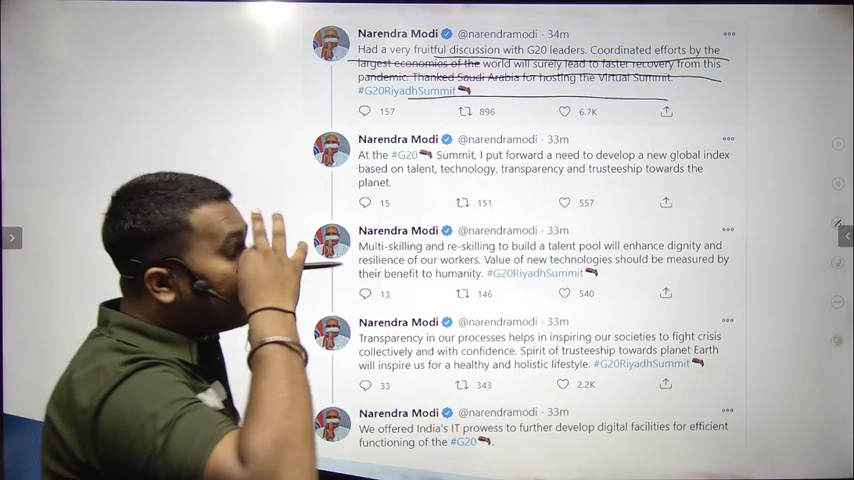 Narendra Modi @narendramodi · 34m
Had a very fruitful discussion with G20 leaders. Coordinated efforts by the
largest economies of the world will surely lead to faster recovery from this
pandemic. Thanked Saudi Arabia for hosting the Virtual Summit.
#G20RiyadhSummit
157 896 6.7K
Narendra Modi @narendramodi · 33m
At the #G20 Summit, I put forward a need to develop a new global index
based on talent, technology, transparency and trusteeship towards the
planet.
15 151 557
Narendra Modi @narendramodi · 33m
Multi-skilling and re-skilling to build a talent pool will enhance dignity and
resilience of our workers. Value of new technologies should be measured by
their benefit to humanity. #G20RiyadhSummit
13 146 540
Narendra Modi @narendramodi · 33m
Transparency in our processes helps in inspiring our societies to fight crisis
collectively and with confidence. Spirit of trusteeship towards planet Earth
will inspire us for a healthy and holistic lifestyle. #G20RiyadhSummit
33 343 2.2K
Narendra Modi @narendramodi · 33m
We offered India's IT prowess to further develop digital facilities for efficient
functioning of the #G20.